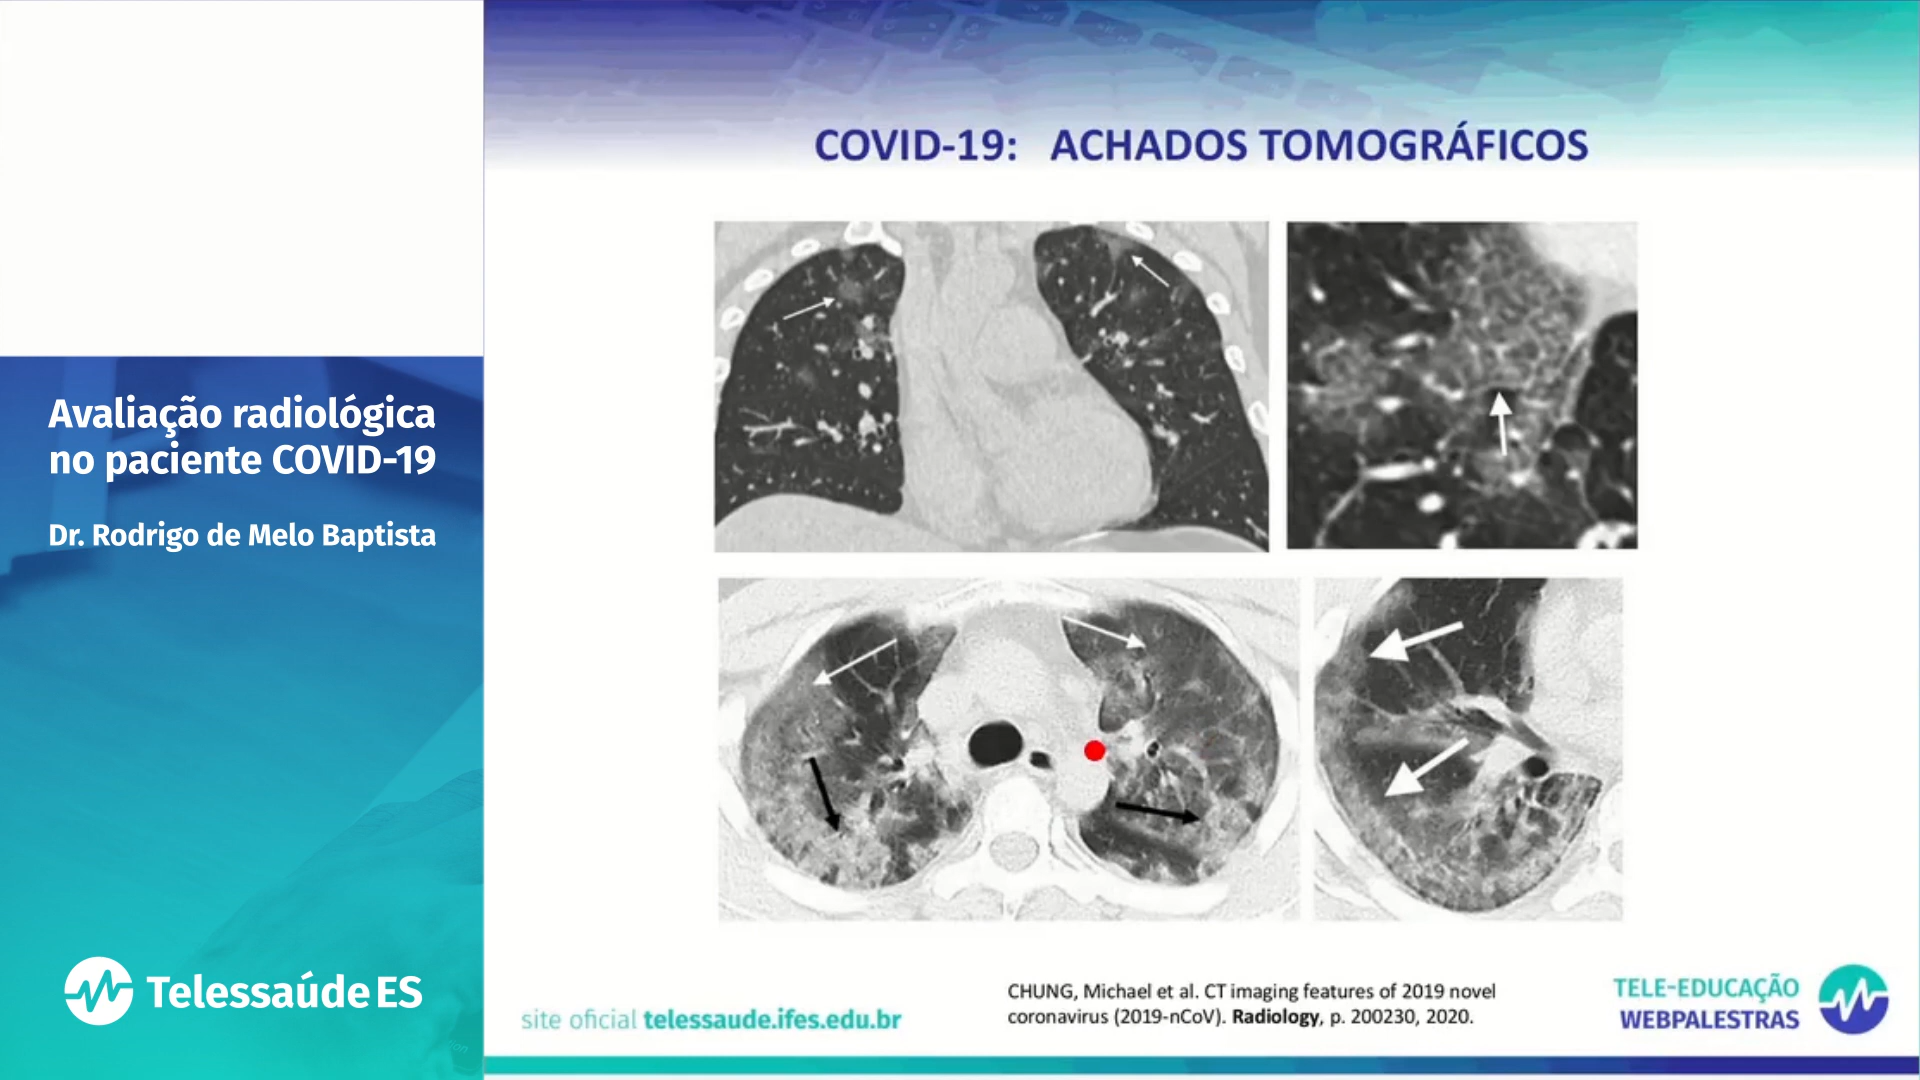 Avaliação radiológica
no paciente COVID-19
Dr. Rodrigo de Melo Baptista
Telessaúde ES
COVID-19: ACHADOS TOMOGRÁFICOS
CHUNG, Michael et al. CT imaging features of 2019 novel
coronavirus (2019-nCoV). Radiology, p. 200230, 2020.
site oficial telessaude.ifes.edu.br
TELE-EDUCAÇÃO
WEBPALESTRAS